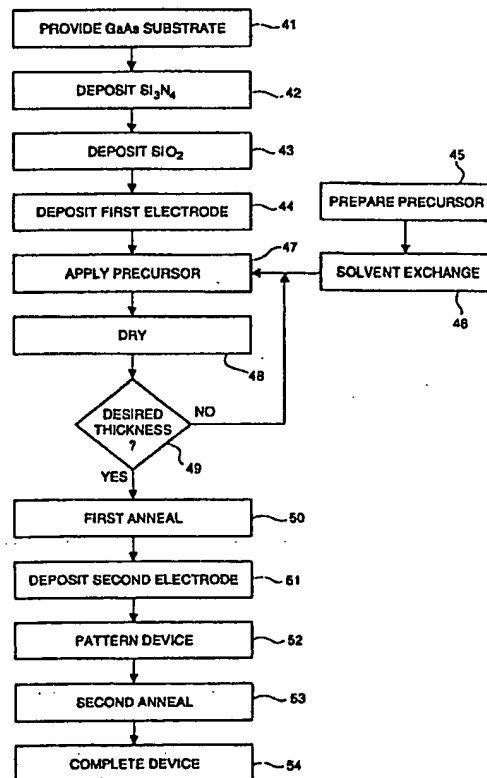 PROVIDE GaAs SUBSTRATE
41
DEPOSIT Si3N4
42
DEPOSIT SiO2
43
DEPOSIT FIRST ELECTRODE
44
45
PREPARE PRECURSOR
47
APPLY PRECURSOR
SOLVENT EXCHANGE
46
DRY
48
DESIRED
THICKNESS
?
NO
49
YES
FIRST ANNEAL
50
DEPOSIT SECOND ELECTRODE
51
PATTERN DEVICE
52
SECOND ANNEAL
53
COMPLETE DEVICE
54